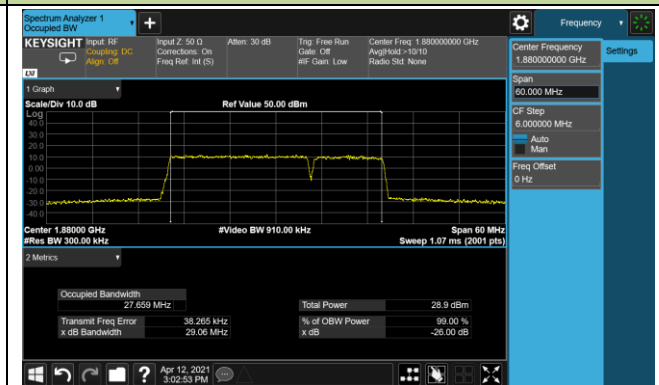 Spectrum Analyzer 1
Occupied BW
+
Frequency
KEYSIGHT
Input: RF
Coupling: DC
Align: Off
Input Z: 50 Ω
Corrections: On
Freq Ref: Int (S)
Atten: 30 dB
Trig: Free Run
Gate: Off
#IF Gain: Low
Center Freq: 1.880000000 GHz
Avg|Hold:>10/10
Radio Std: None
LXI
Center Frequency
1.880000000 GHz
Settings
Span
60.000 MHz
CF Step
6.000000 MHz
Auto
Man
Freq Offset
0 Hz
1 Graph
Scale/Div 10.0 dB
Ref Value 50.00 dBm
Log
40.0
30.0
20.0
10.0
0.00
-10.0
-20.0
-30.0
-40.0
Center 1.88000 GHz
#Video BW 910.00 kHz
Span 60 MHz
#Res BW 300.00 kHz
Sweep 1.07 ms (2001 pts)
2 Metrics
Occupied Bandwidth
27.659 MHz
Total Power
28.9 dBm
Transmit Freq Error
38.265 kHz
% of OBW Power
99.00 %
x dB Bandwidth
29.06 MHz
x dB
-26.00 dB
?
Apr 12, 2021
3:02:53 PM